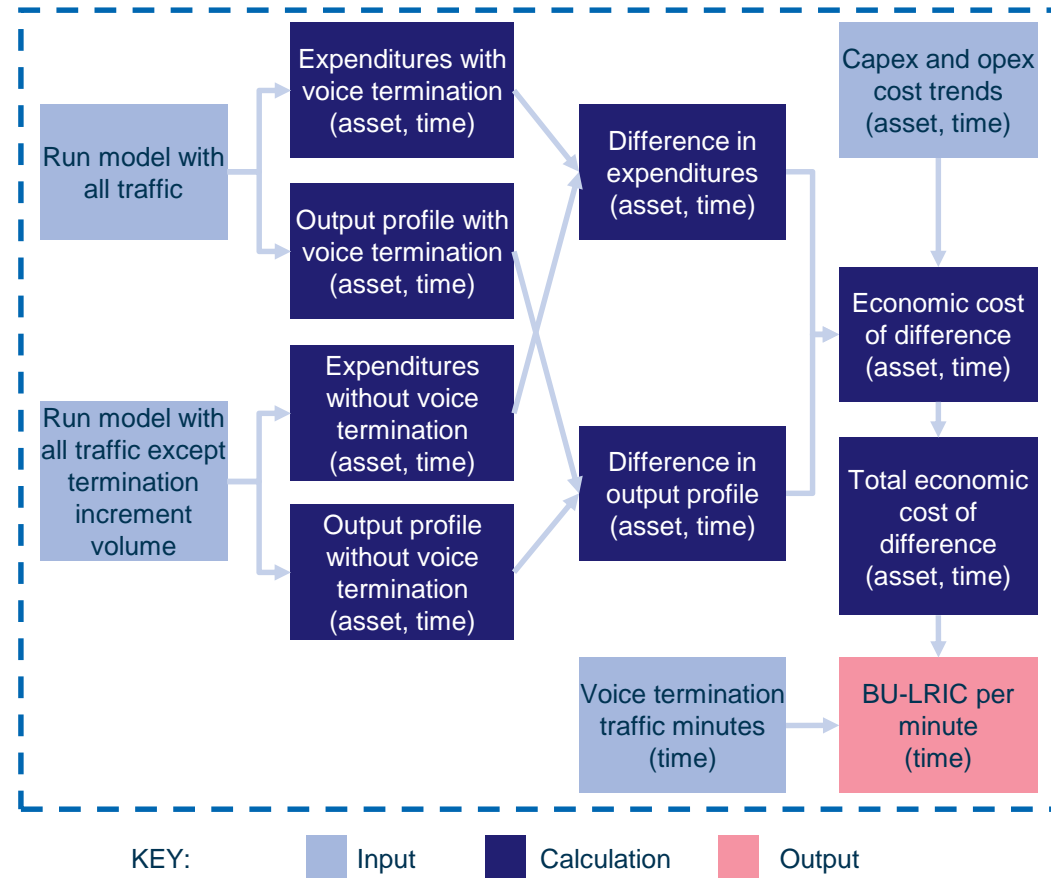 Run model with
all traffic
Run model with
all traffic except
termination
increment
volume
Expenditures with
voice termination
(asset, time)
Output profile with
voice termination
(asset, time)
Expenditures
without voice
termination
(asset, time)
Output profile
without voice
termination
(asset, time)
Difference in
expenditures
(asset, time)
Difference in
output profile
(asset, time)
Voice termination
traffic minutes
(time)
Capex and opex
cost trends
(asset, time)
Economic cost
of difference
(asset, time)
Total economic
cost of
difference
(asset, time)
BU-LRIC per
minute
(time)
KEY:
Input
Calculation
Output